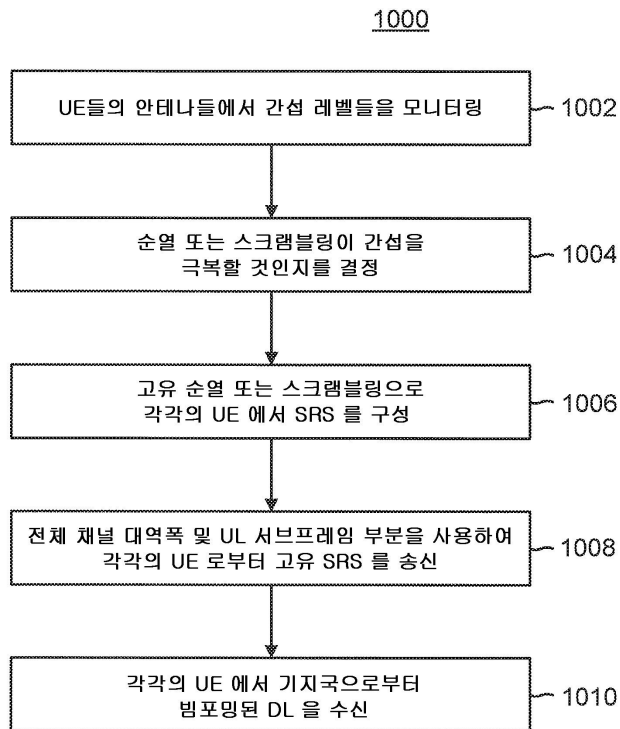 1000
UE들의 안테나들에서 간섭 레벨들을 모니터링
1002
순열 또는 스크램블링이 간섭을
극복할 것인지를 결정
1004
고유 순열 또는 스크램블링으로
각각의 UE 에서 SRS 를 구성
1006
전체 채널 대역폭 및 UL 서브프레임 부분을 사용하여
각각의 UE 로부터 고유 SRS 를 송신
1008
각각의 UE 에서 기지국으로부터
빔포밍된 DL 을 수신
1010